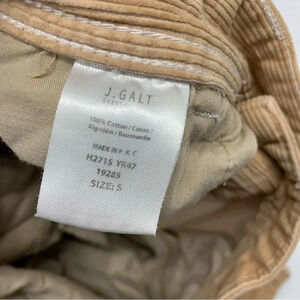 J.GALT
100% Cotton / Coton /
Algodón / Baumwolle
MADE IN P. R. C
H2715 YR47
19285
SIZE: S